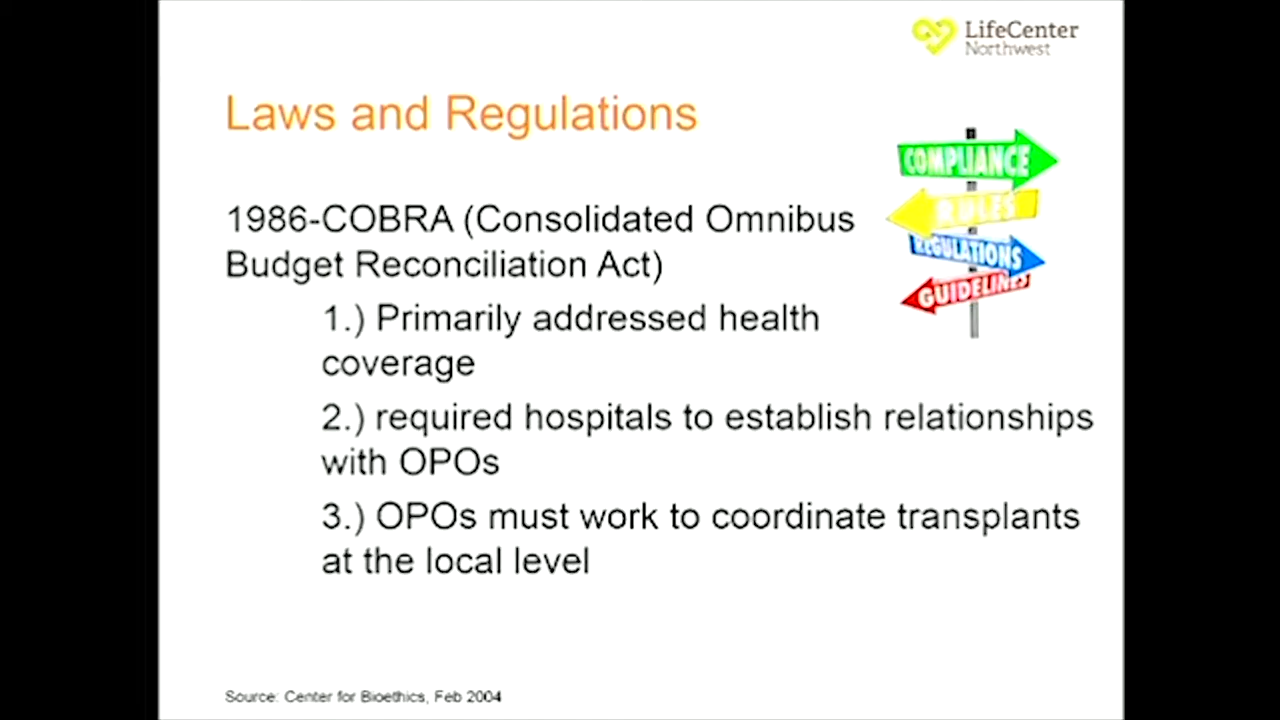 LifeCenter
Northwest
Laws and Regulations
COMPLIANCE
RULES
REGULATIONS
GUIDELINES
1986-COBRA (Consolidated Omnibus
Budget Reconciliation Act)
1.) Primarily addressed health
coverage
2.) required hospitals to establish relationships
with OPOs
3.) OPOs must work to coordinate transplants
at the local level
Source: Center for Bioethics, Feb 2004